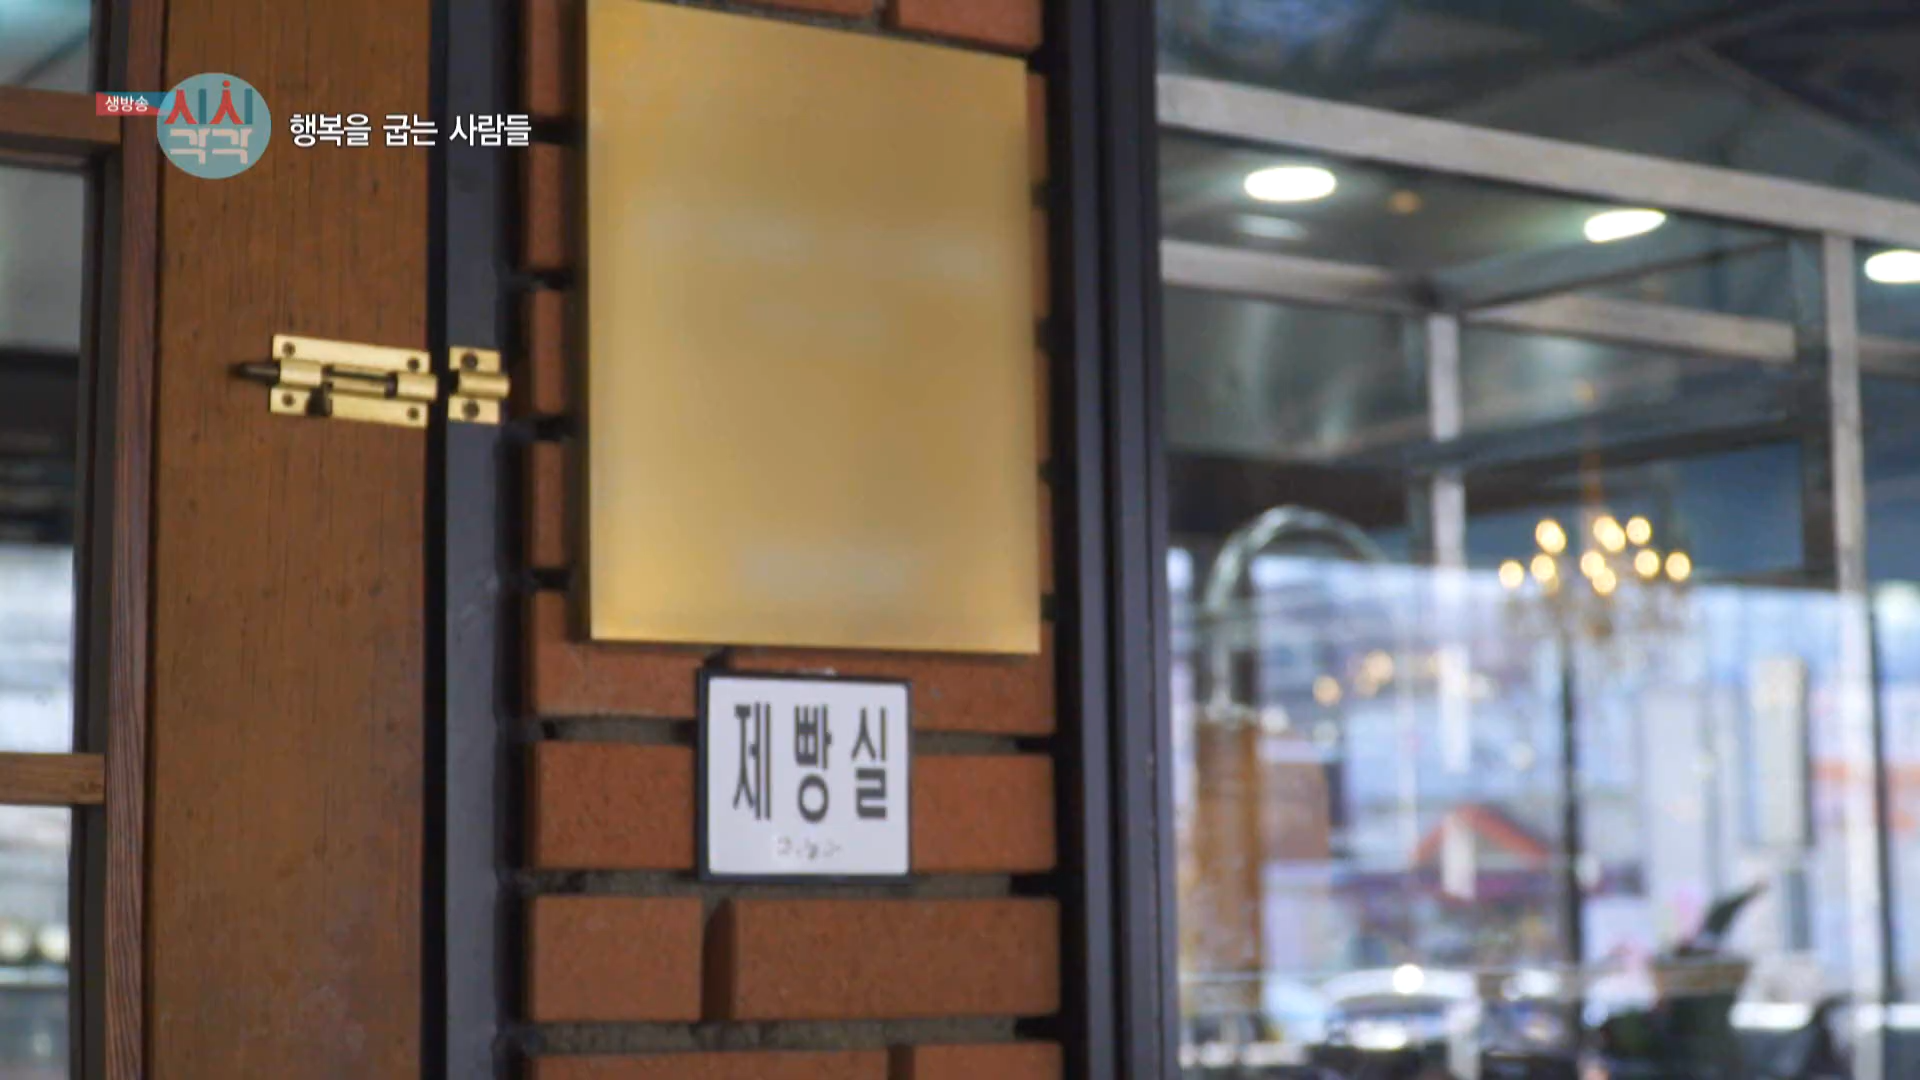 생방송
시시각각
행복을 굽는 사람들
제빵실